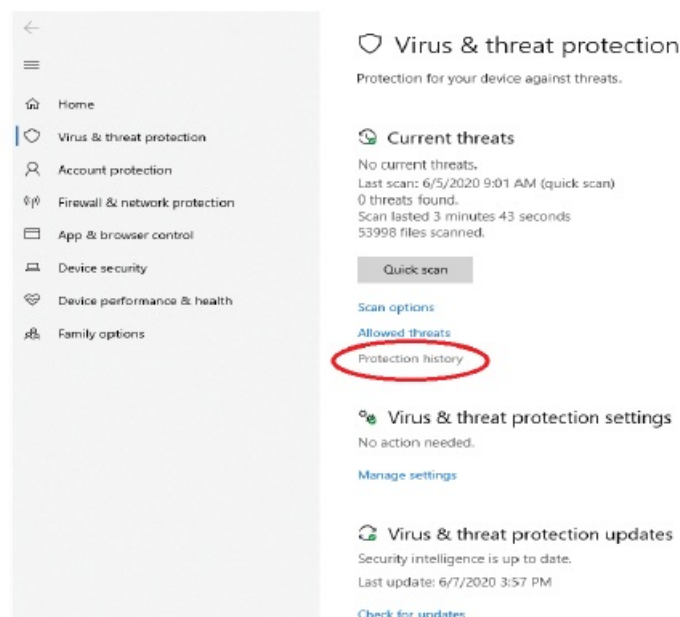 Home
Virus & threat protection
Account protection
Firewall & network protection
App & browser control
Device security
Device performance & health
Family options
Virus & threat protection
Protection for your device against threats.
Current threats
No current threats.
Last scan: 6/5/2020 9:01 AM (quick scan)
0 threats found.
Scan lasted 3 minutes 43 seconds
53998 files scanned.
Quick scan
Scan options
Allowed threats
Protection history
Virus & threat protection settings
No action needed.
Manage settings
Virus & threat protection updates
Security intelligence is up to date.
Last update: 6/7/2020 3:57 PM
Check for updates